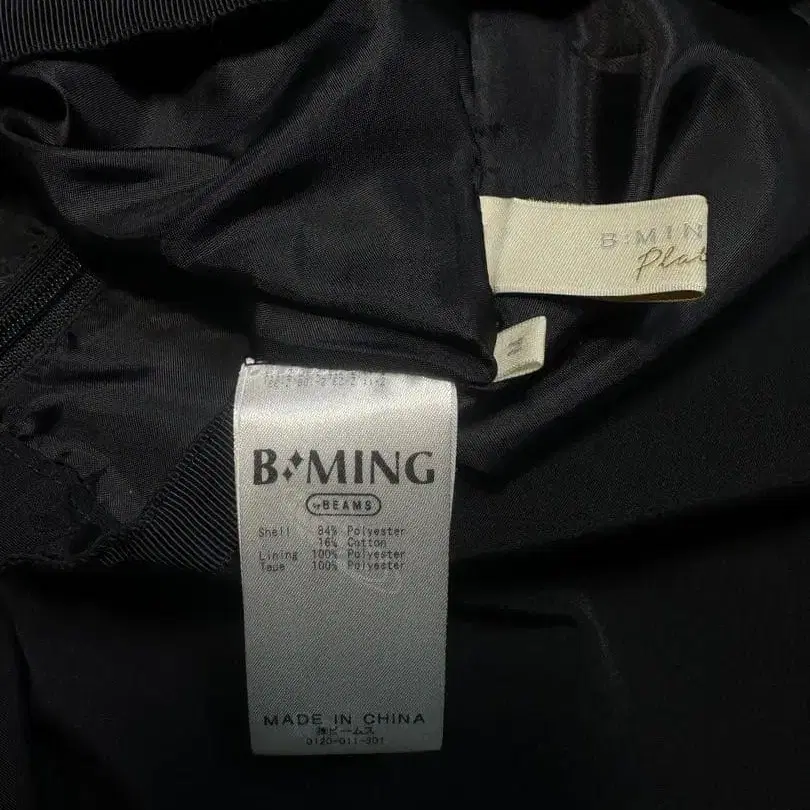 B:MIN
Plat
M
B MING
by BEAMS
Shell 84% Polyester
16% Cotton
Lining 100% Polyester
Tape 100% Polyester
MADE IN CHINA
㈱ビームス
0120-011-301